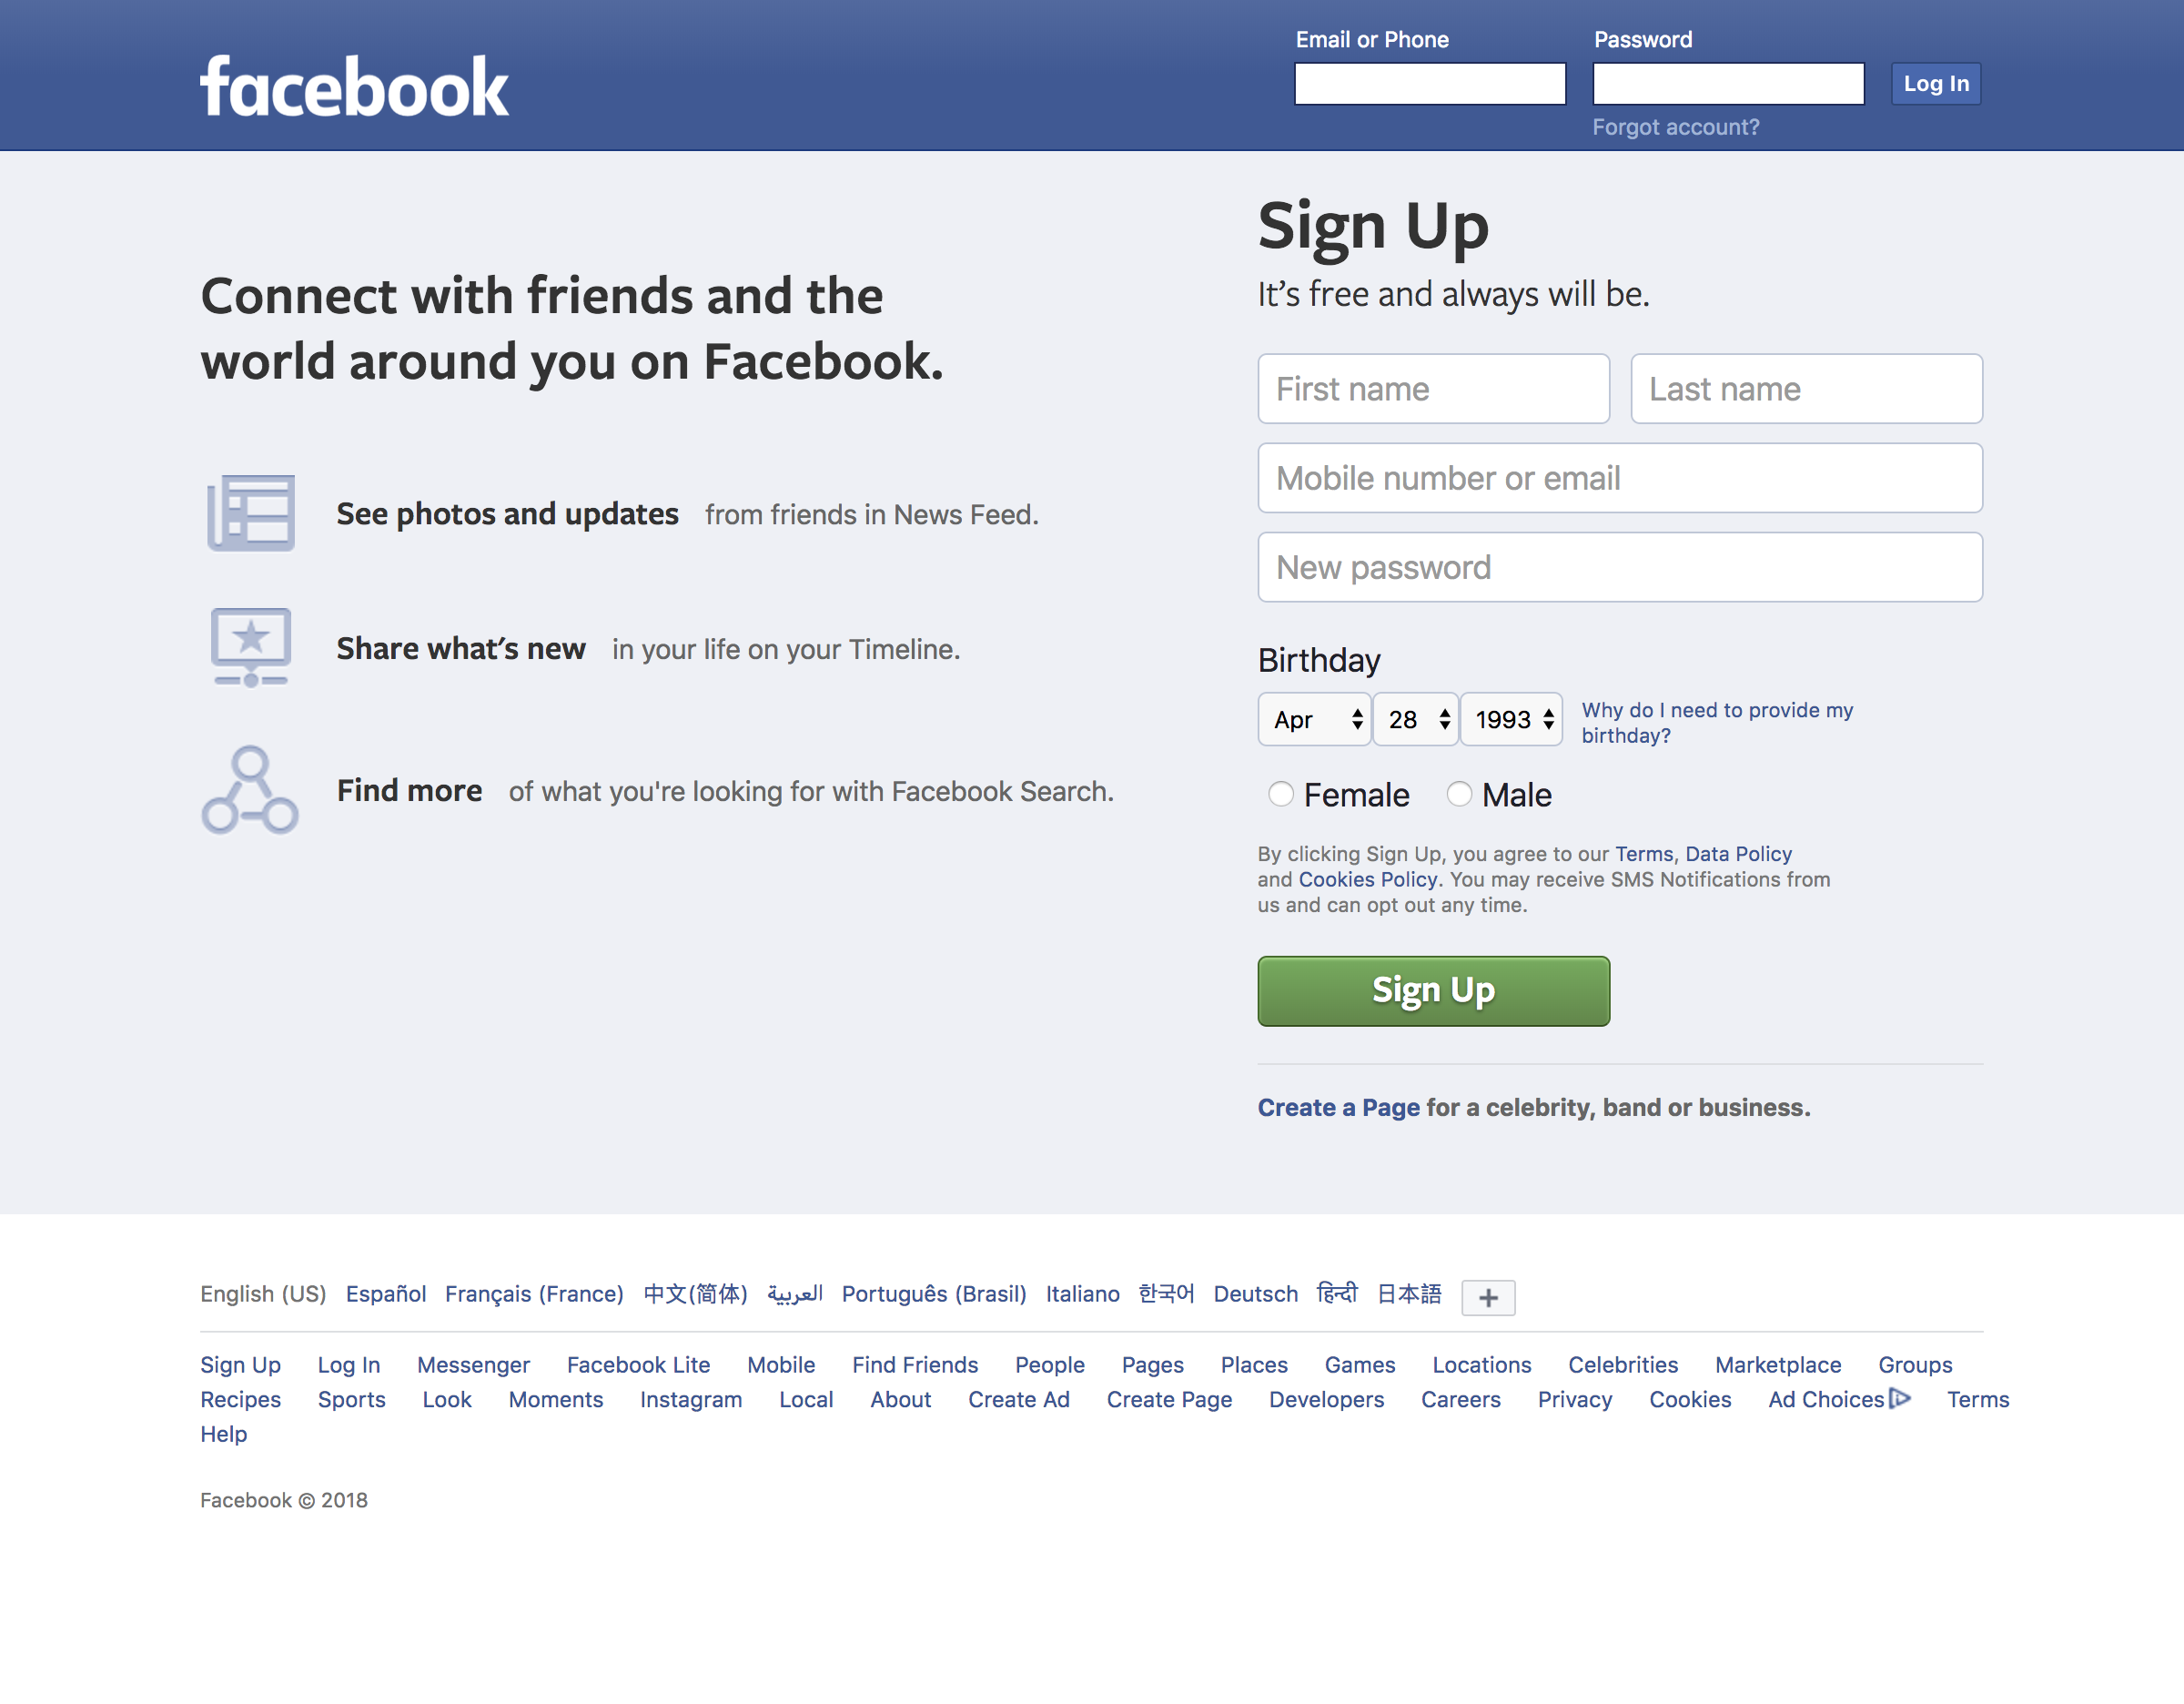 facebook
Email or Phone
Password
Log In
Forgot account?
Connect with friends and the
world around you on Facebook.
See photos and updates from friends in News Feed.
Share what's new in your life on your Timeline.
Find more of what you're looking for with Facebook Search.
Sign Up
It's free and always will be.
First name
Last name
Mobile number or email
New password
Birthday
Apr 28 1993
Why do I need to provide my
birthday?
Female Male
By clicking Sign Up, you agree to our Terms, Data Policy
and Cookies Policy. You may receive SMS Notifications from
us and can opt out any time.
Sign Up
Create a Page for a celebrity, band or business.
English (US) Español Français (France) 中文(简体) العربية Português (Brasil) Italiano 한국어 Deutsch हिन्दी 日本語 +
Sign Up Log In Messenger Facebook Lite Mobile Find Friends People Pages Places Games Locations Celebrities Marketplace Groups
Recipes Sports Look Moments Instagram Local About Create Ad Create Page Developers Careers Privacy Cookies Ad Choices Terms
Help
Facebook © 2018